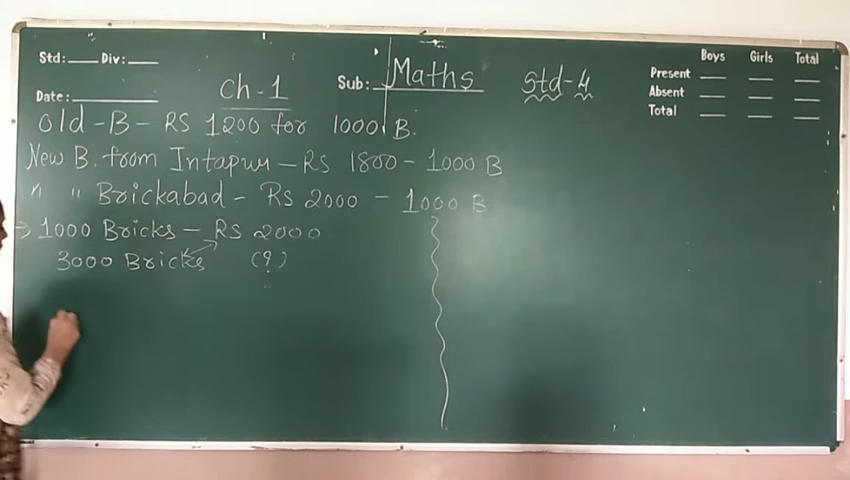 Std: Div:
Date:
Ch-1
Sub: Maths
Std-4
Boys Girls Total
Present
Absent
Total
Old - B - RS 1200 for 1000 B.
New B. from Intapur - RS 1800 - 1000 B
" " Brickabad - Rs 2000 - 1000 B
→ 1000 Bricks - RS 2000
3000 Bricks (?)